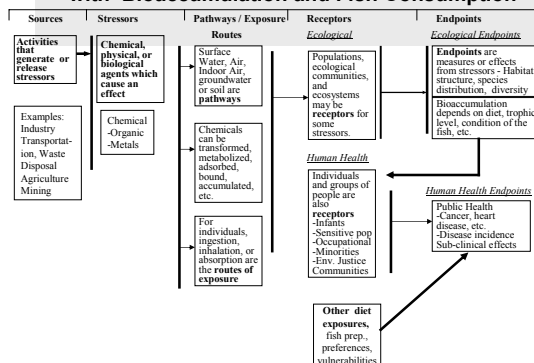 with Bioaccumulation and Fish Consumption
Sources
Stressors
Pathways / Exposure
Routes
Receptors
Endpoints
Activities
that
generate or
release
stressors
Examples:
Industry
Transportat-
ion, Waste
Disposal
Agriculture
Mining
Chemical,
physical, or
biological
agents which
cause an
effect
Chemical
-Organic
-Metals
Surface
Water, Air,
Indoor Air,
groundwater
or soil are
pathways
Chemicals
can be
transformed,
metabolized,
adsorbed,
bound,
accumulated,
etc.
For
individuals,
ingestion,
inhalation, or
absorption are
the routes of
exposure
Ecological
Populations,
ecological
communities,
and
ecosystems
may be
receptors for
some
stressors.
Human Health
Individuals
and groups of
people are
also
receptors
-Infants
-Sensitive pop
-Occupational
-Minorities
-Env. Justice
Communities
Ecological Endpoints
Endpoints are
measures or effects
from stressors - Habitat
structure, species
distribution, diversity
Bioaccumulation
depends on diet, trophic
level, condition of the
fish, etc.
Human Health Endpoints
Public Health
-Cancer, heart
disease, etc.
-Disease incidence
Sub-clinical effects
Other diet
exposures,
fish prep.,
preferences,
vulnerabilities